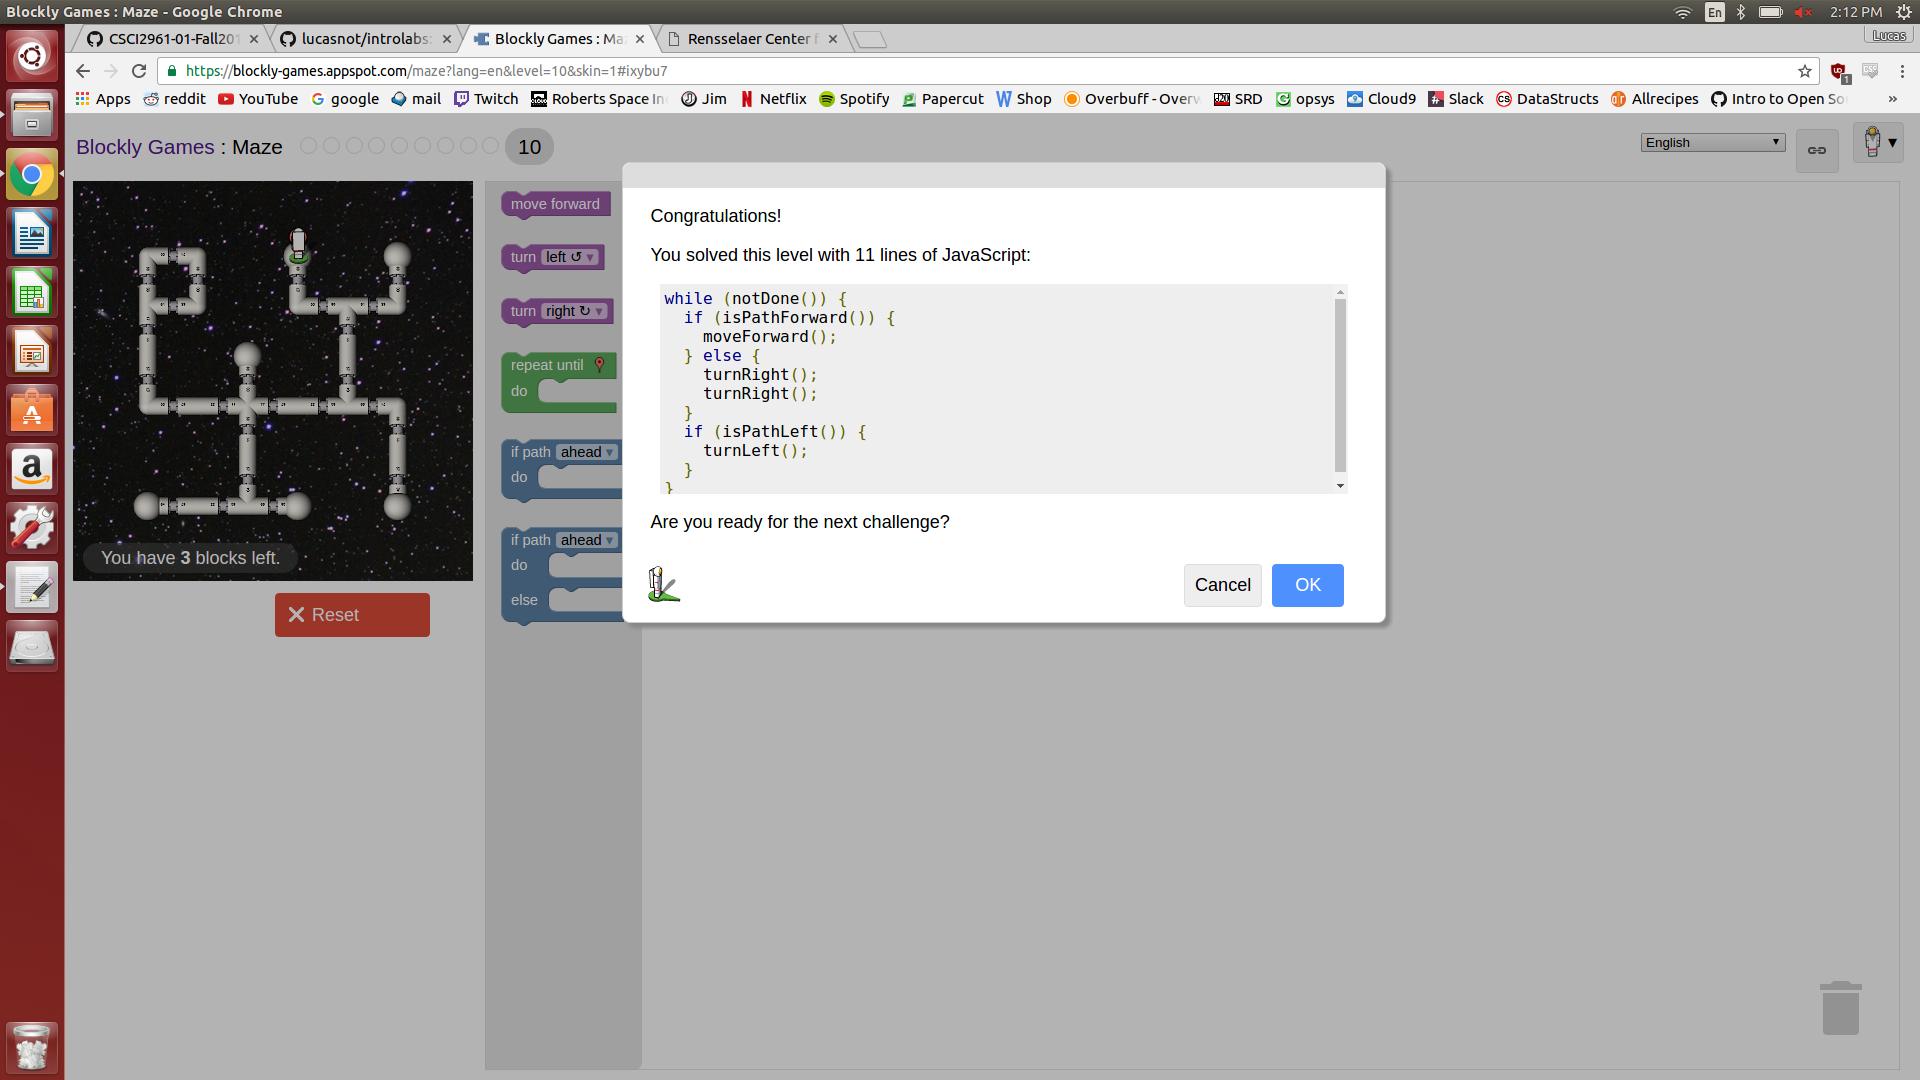 Blockly Games : Maze - Google Chrome
En
2:12 PM
CSCI2961-01-Fall201
lucasnot/introlabs:
Blockly Games : Maz
Rensselaer Center f
Lucas
https://blockly-games.appspot.com/maze?lang=en&level=10&skin=1#ixybu7
1
Apps
reddit
YouTube
google
mail
Twitch
Roberts Space In
Jim
Netflix
Spotify
Papercut
Shop
Overbuff - Overw
SRD
opsys
Cloud9
Slack
DataStructs
Allrecipes
Intro to Open So
»
Blockly Games : Maze
10
English
You have 3 blocks left.
Reset
move forward
turn left ↺ ▾
turn right ↻ ▾
repeat until
do
if path ahead ▾
do
if path ahead ▾
do
else
Congratulations!
You solved this level with 11 lines of JavaScript:
while (notDone()) {
if (isPathForward()) {
moveForward();
} else {
turnRight();
turnRight();
}
if (isPathLeft()) {
turnLeft();
}
}
Are you ready for the next challenge?
Cancel
OK